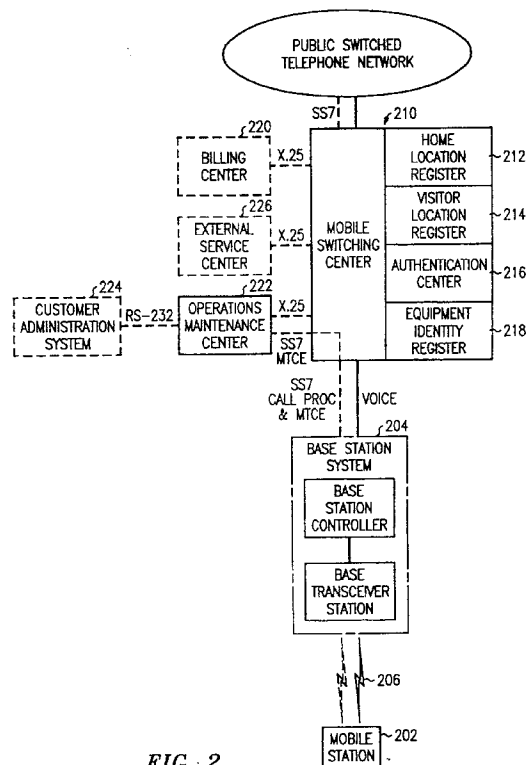 PUBLIC SWITCHED
TELEPHONE NETWORK
SS7
210
220
BILLING
CENTER
X.25
HOME
LOCATION
REGISTER
212
226
EXTERNAL
SERVICE
CENTER
X.25
MOBILE
SWITCHING
CENTER
VISITOR
LOCATION
REGISTER
214
AUTHENTICATION
CENTER
216
224
CUSTOMER
ADMINISTRATION
SYSTEM
RS-232
222
OPERATIONS
MAINTENANCE
CENTER
X.25
SS7
MTCE
EQUIPMENT
IDENTITY
REGISTER
218
SS7
CALL PROC
& MTCE
VOICE
204
BASE STATION
SYSTEM
BASE
STATION
CONTROLLER
BASE
TRANSCEIVER
STATION
206
202
MOBILE
STATION
FIG. 2